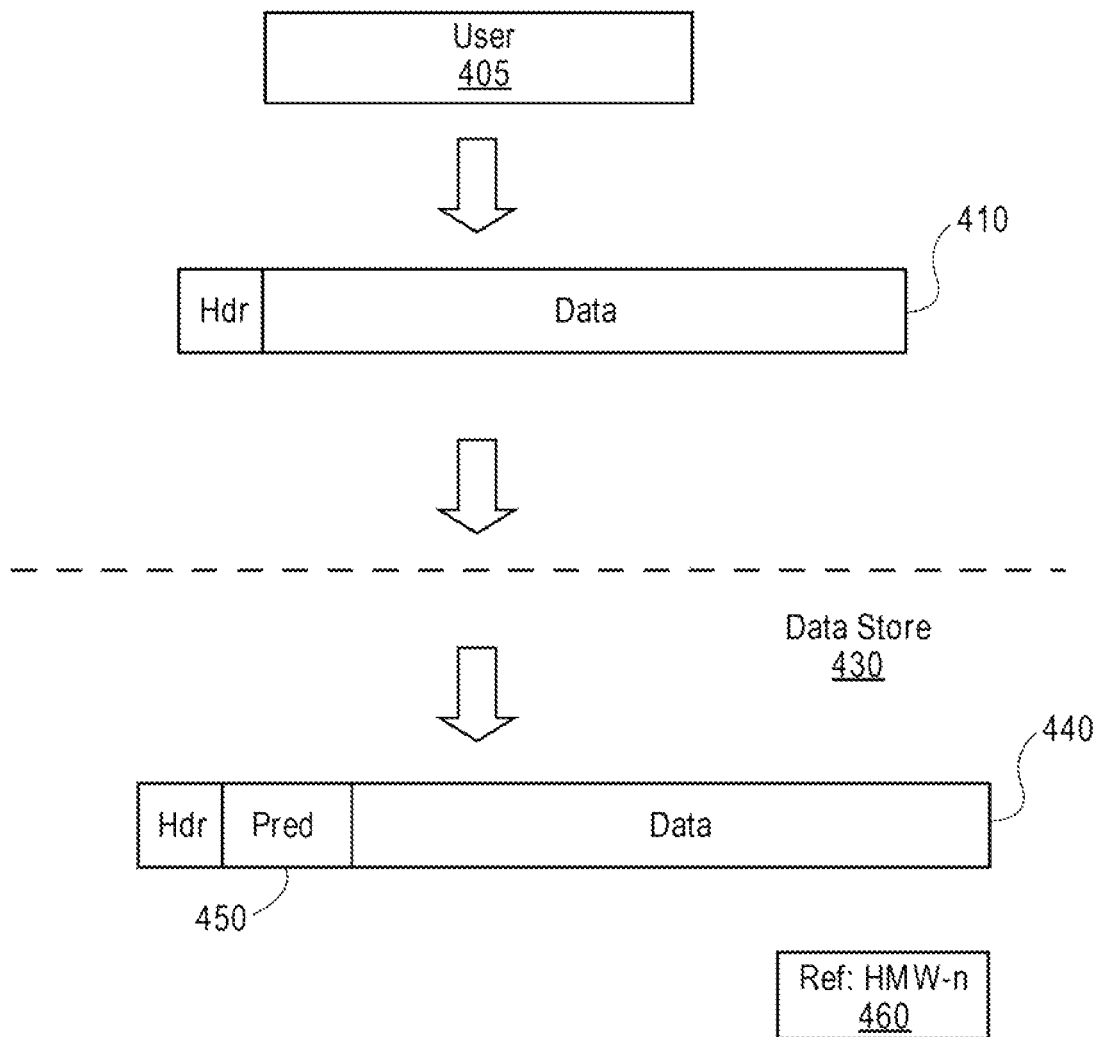 User
405
410
Hdr Data
Data Store
430
440
Hdr Pred Data
450
Ref: HMW-n
460